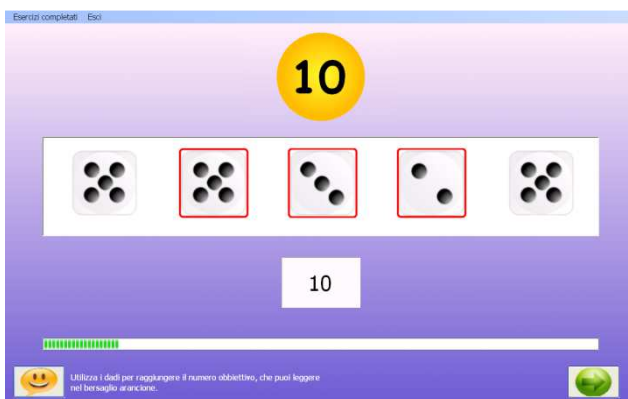 Esercizi completati Esci
10
10
Utilizza i dadi per raggiungere il numero obbiettivo, che puoi leggere
nel bersaglio arancione.